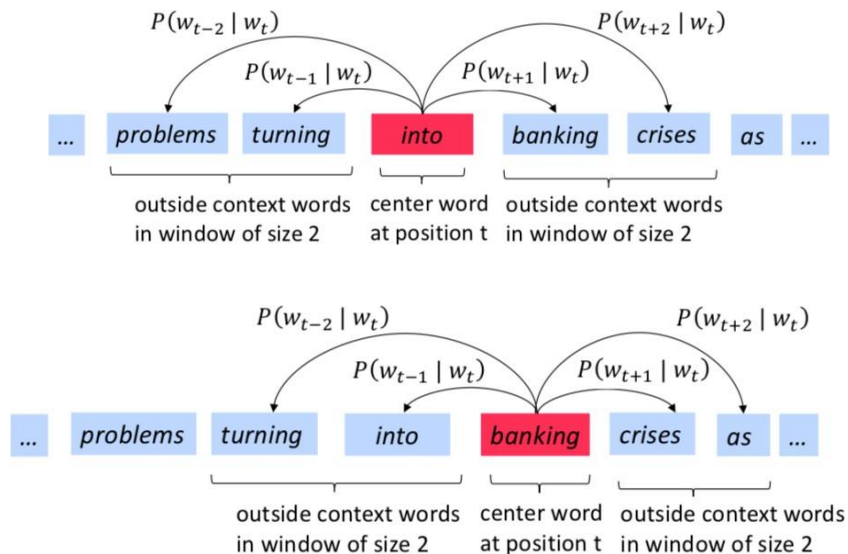 P(w_{t−2} | w_t) P(w_{t+2} | w_t)
P(w_{t−1} | w_t) P(w_{t+1} | w_t)
... problems turning into banking crises as ...
outside context words center word outside context words
in window of size 2 at position t in window of size 2
P(w_{t−2} | w_t) P(w_{t+2} | w_t)
P(w_{t−1} | w_t) P(w_{t+1} | w_t)
... problems turning into banking crises as ...
outside context words center word outside context words
in window of size 2 at position t in window of size 2